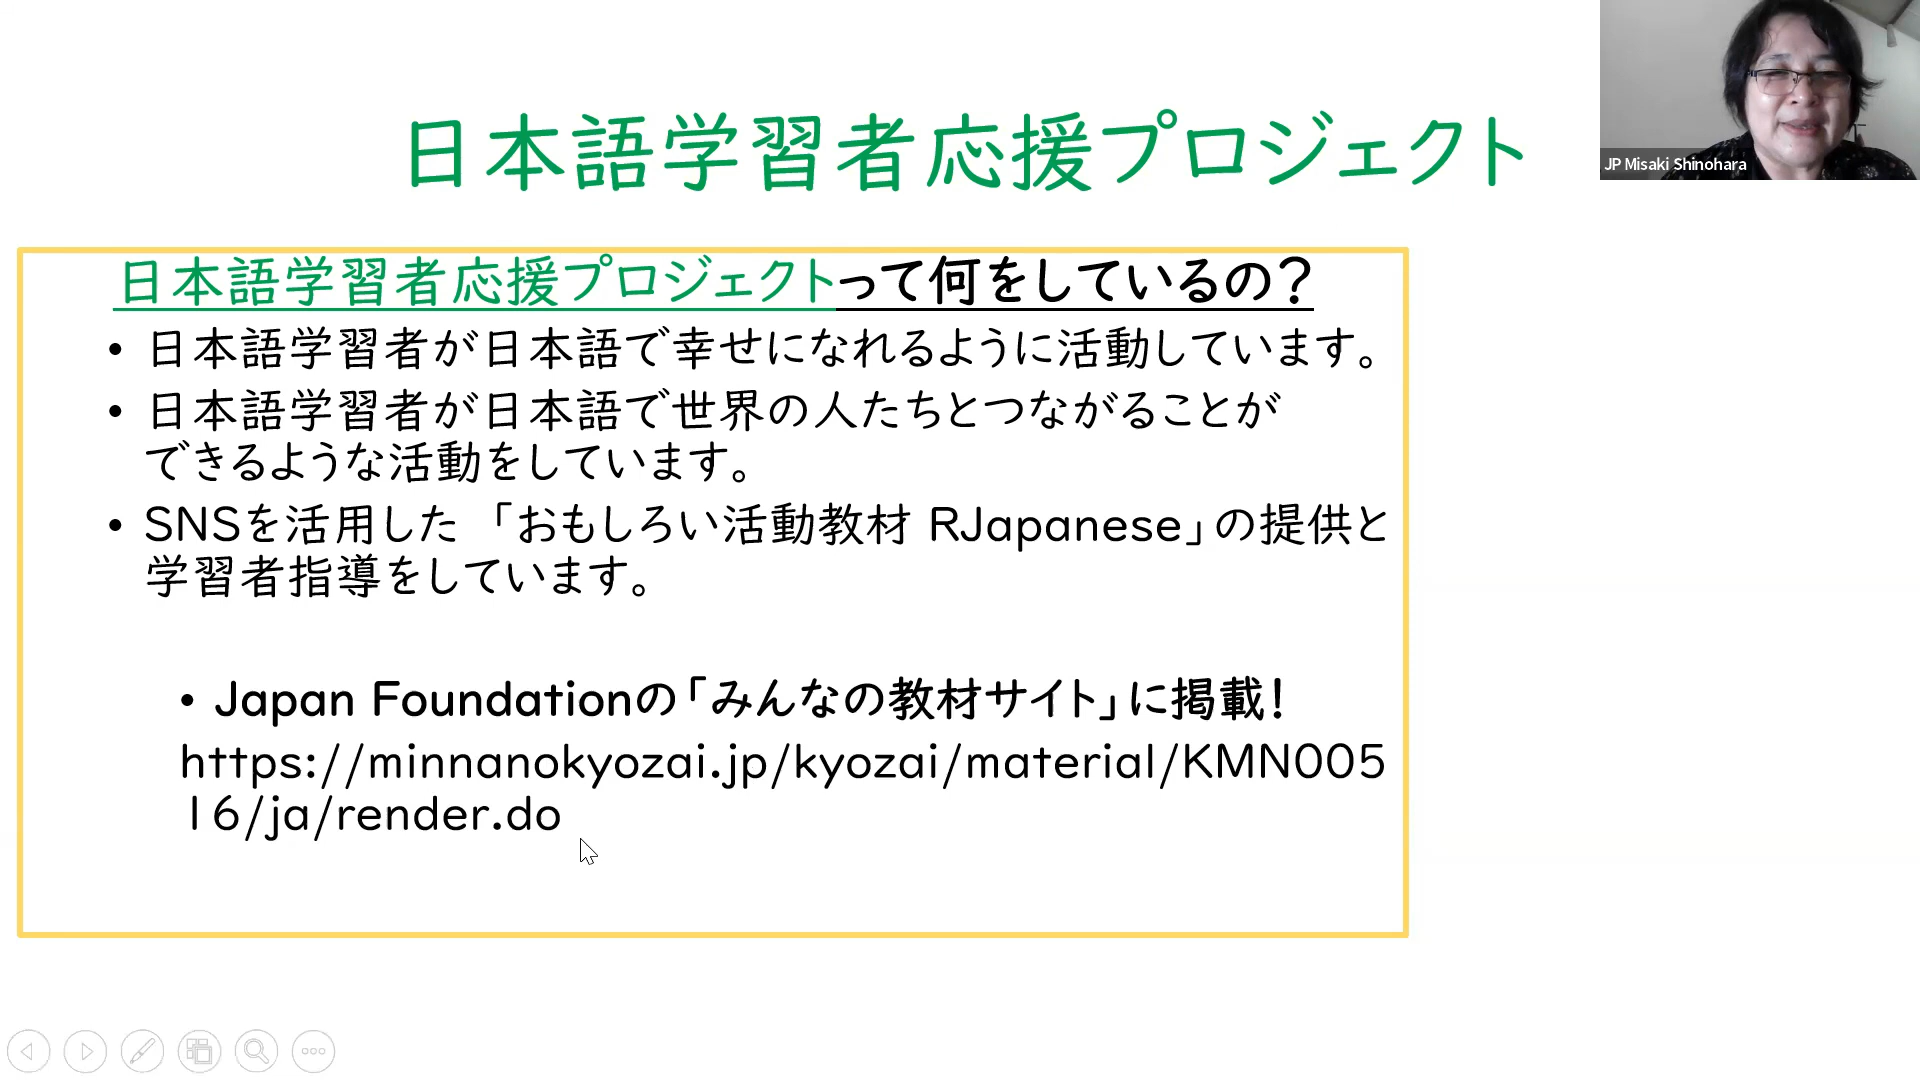 日本語学習者応援プロジェクト
JP Misaki Shinohara
日本語学習者応援プロジェクトって何をしているの？
• 日本語学習者が日本語で幸せになれるように活動しています。
• 日本語学習者が日本語で世界の人たちとつながることが
できるような活動をしています。
• SNSを活用した 「おもしろい活動教材 RJapanese」の提供と
学習者指導をしています。
• Japan Foundationの「みんなの教材サイト」に掲載！
https://minnanokyozai.jp/kyozai/material/KMN005
16/ja/render.do